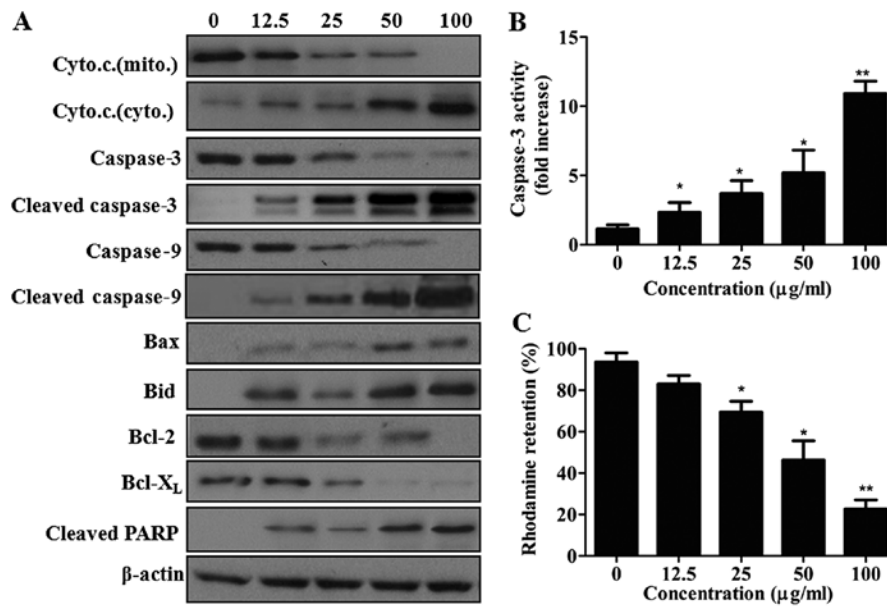 A
0 12.5 25 50 100
Cyto.c.(mito.)
Cyto.c.(cyto.)
Caspase-3
Cleaved caspase-3
Caspase-9
Cleaved caspase-9
Bax
Bid
Bcl-2
Bcl-XL
Cleaved PARP
β-actin
B
Caspase-3 activity
(fold increase)
15
10
5
0
* * * **
0 12.5 25 50 100
Concentration (μg/ml)
C
Rhodamine retention (%)
100
80
60
40
20
0
* * **
0 12.5 25 50 100
Concentration (μg/ml)